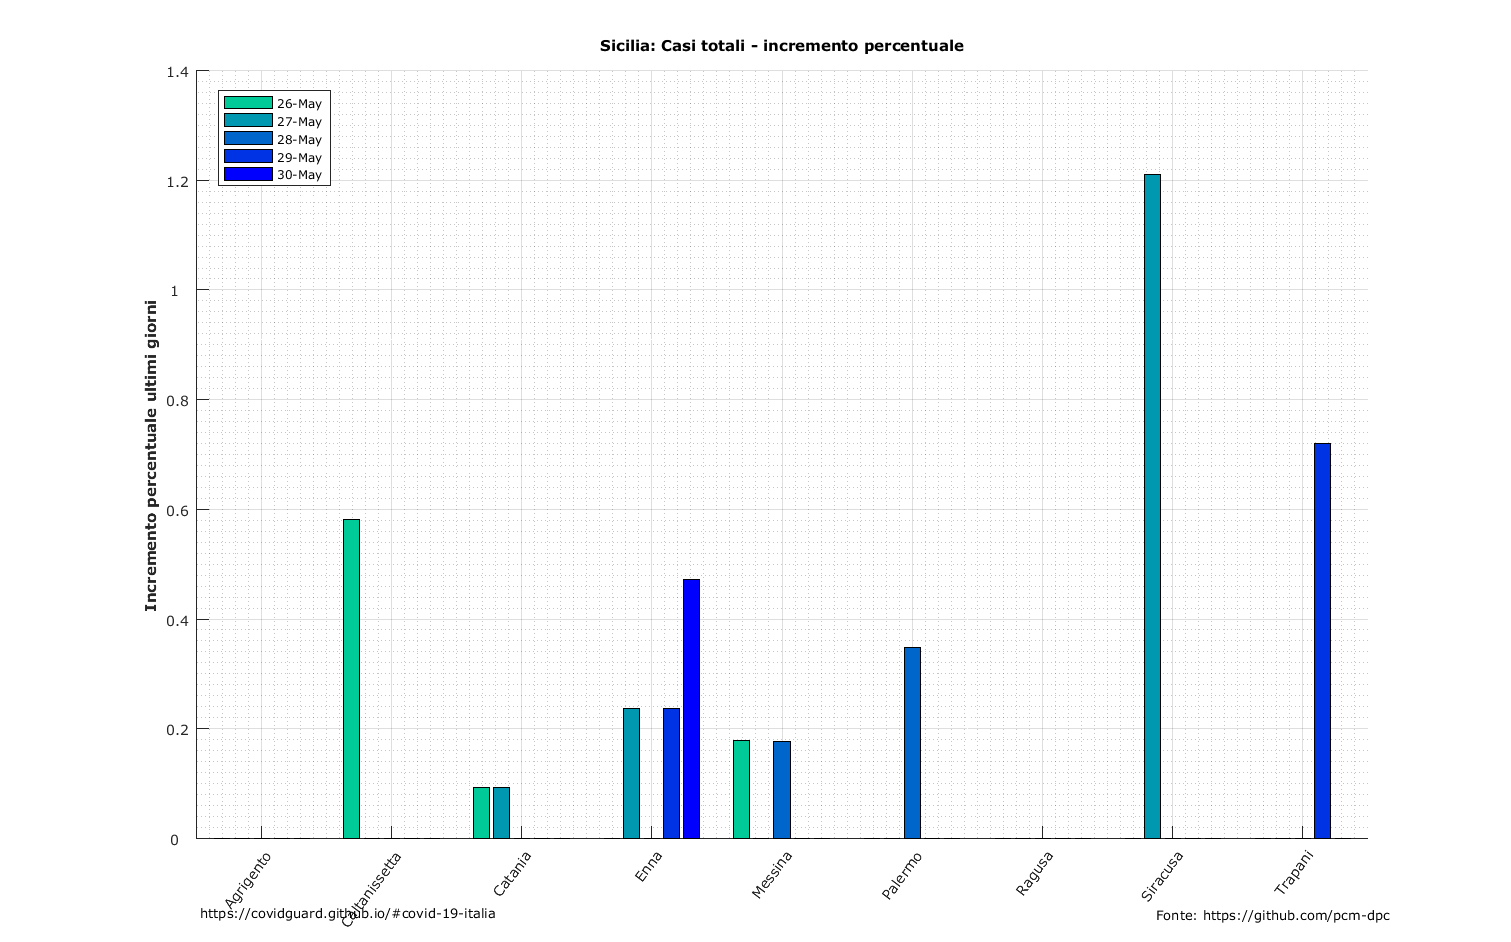 Sicilia: Casi totali - incremento percentuale
1.4
1.2
1
0.8
0.6
0.4
0.2
0
Incremento percentuale ultimi giorni
26-May
27-May
28-May
29-May
30-May
Agrigento
Caltanissetta
Catania
Enna
Messina
Palermo
Ragusa
Siracusa
Trapani
https://covidguard.github.io/#covid-19-italia
Fonte: https://github.com/pcm-dpc